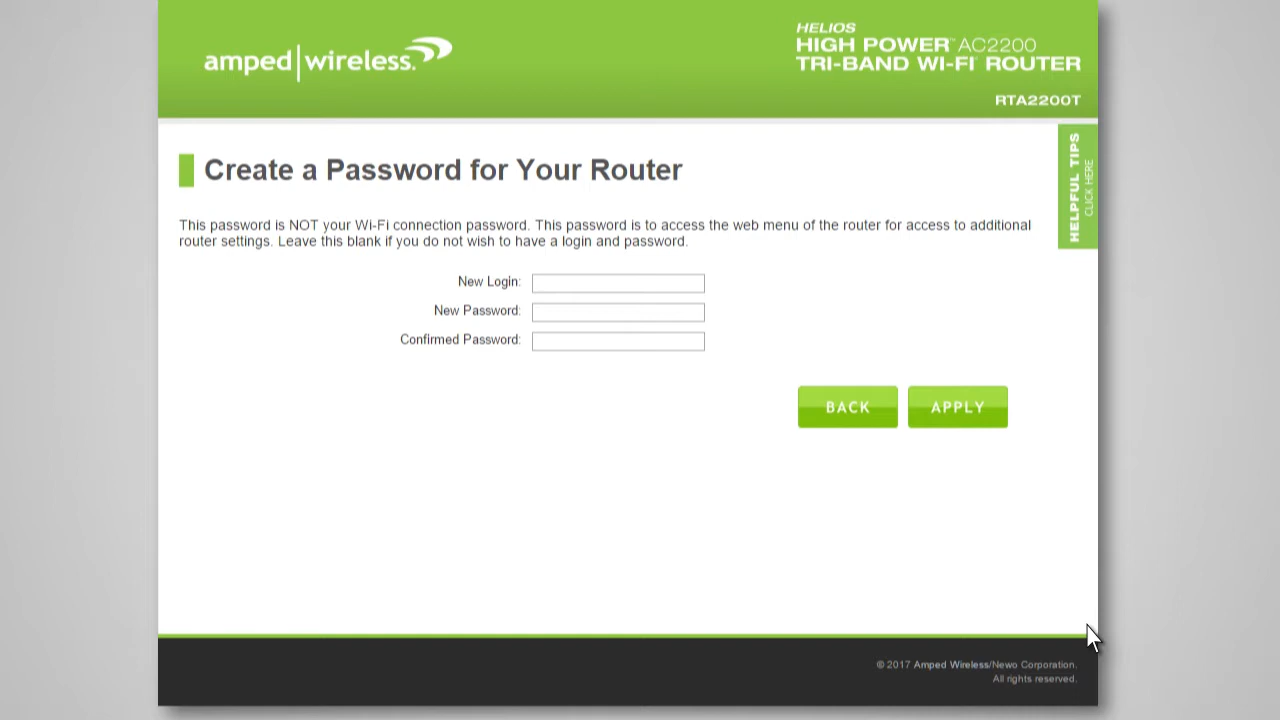 amped|wireless.
HELIOS
HIGH POWER™ AC2200
TRI-BAND WI-FI ROUTER
RTA2200T
HELPFUL TIPS
CLICK HERE
Create a Password for Your Router
This password is NOT your Wi-Fi connection password. This password is to access the web menu of the router for access to additional
router settings. Leave this blank if you do not wish to have a login and password.
New Login:
New Password:
Confirmed Password:
BACK APPLY
© 2017 Amped Wireless/Newo Corporation.
All rights reserved.